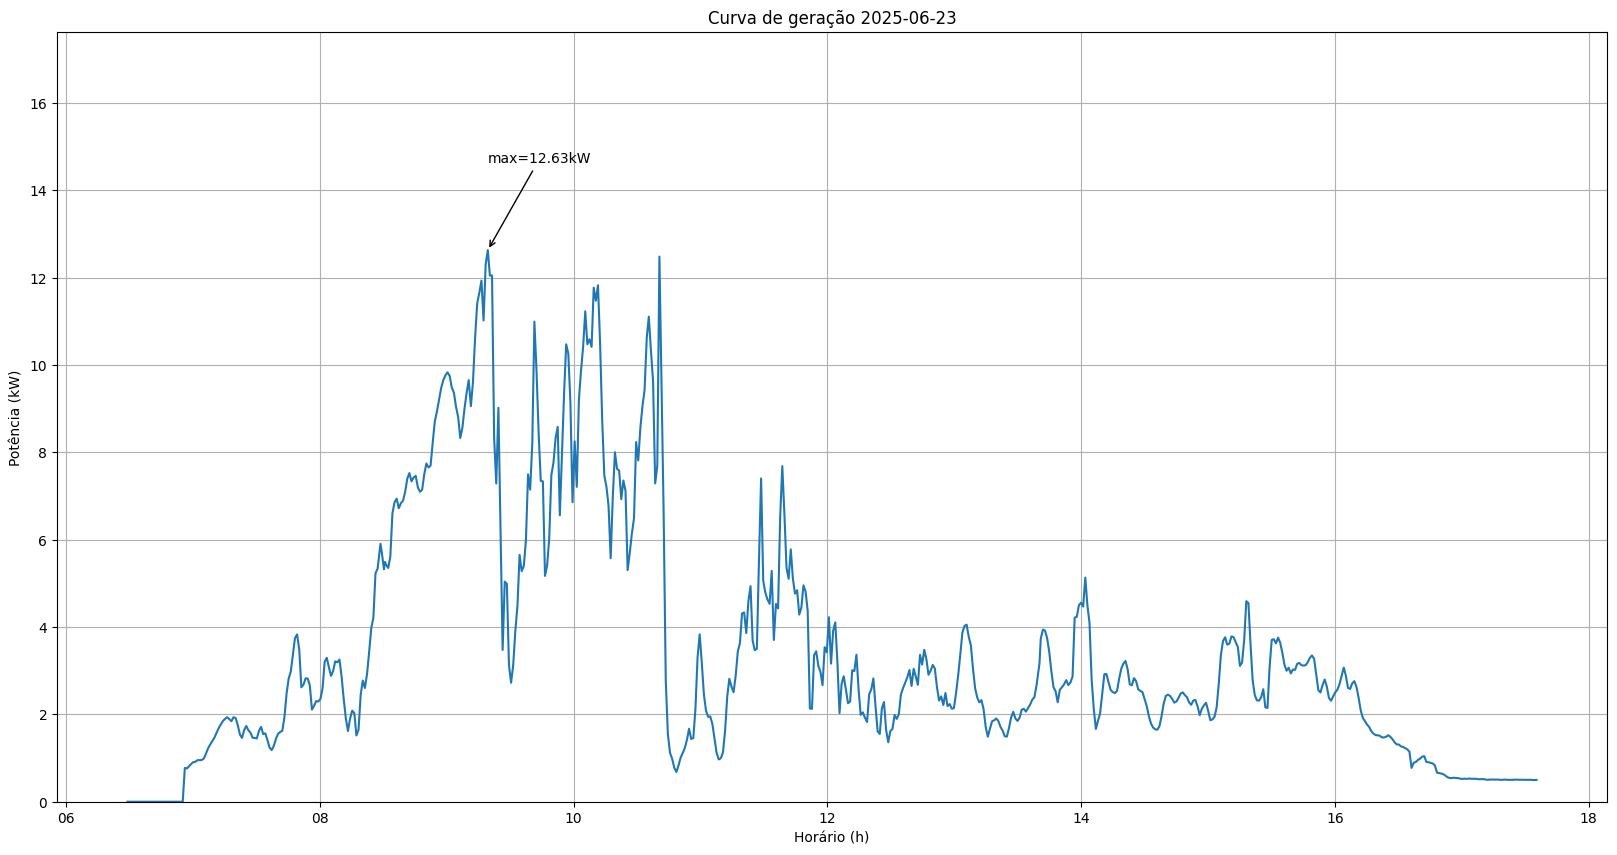 Curva de geração 2025-06-23
16
max=12.63kW
14
12
10
8
6
4
2
0
Potência (kW)
06 08 10 12 14 16 18
Horário (h)